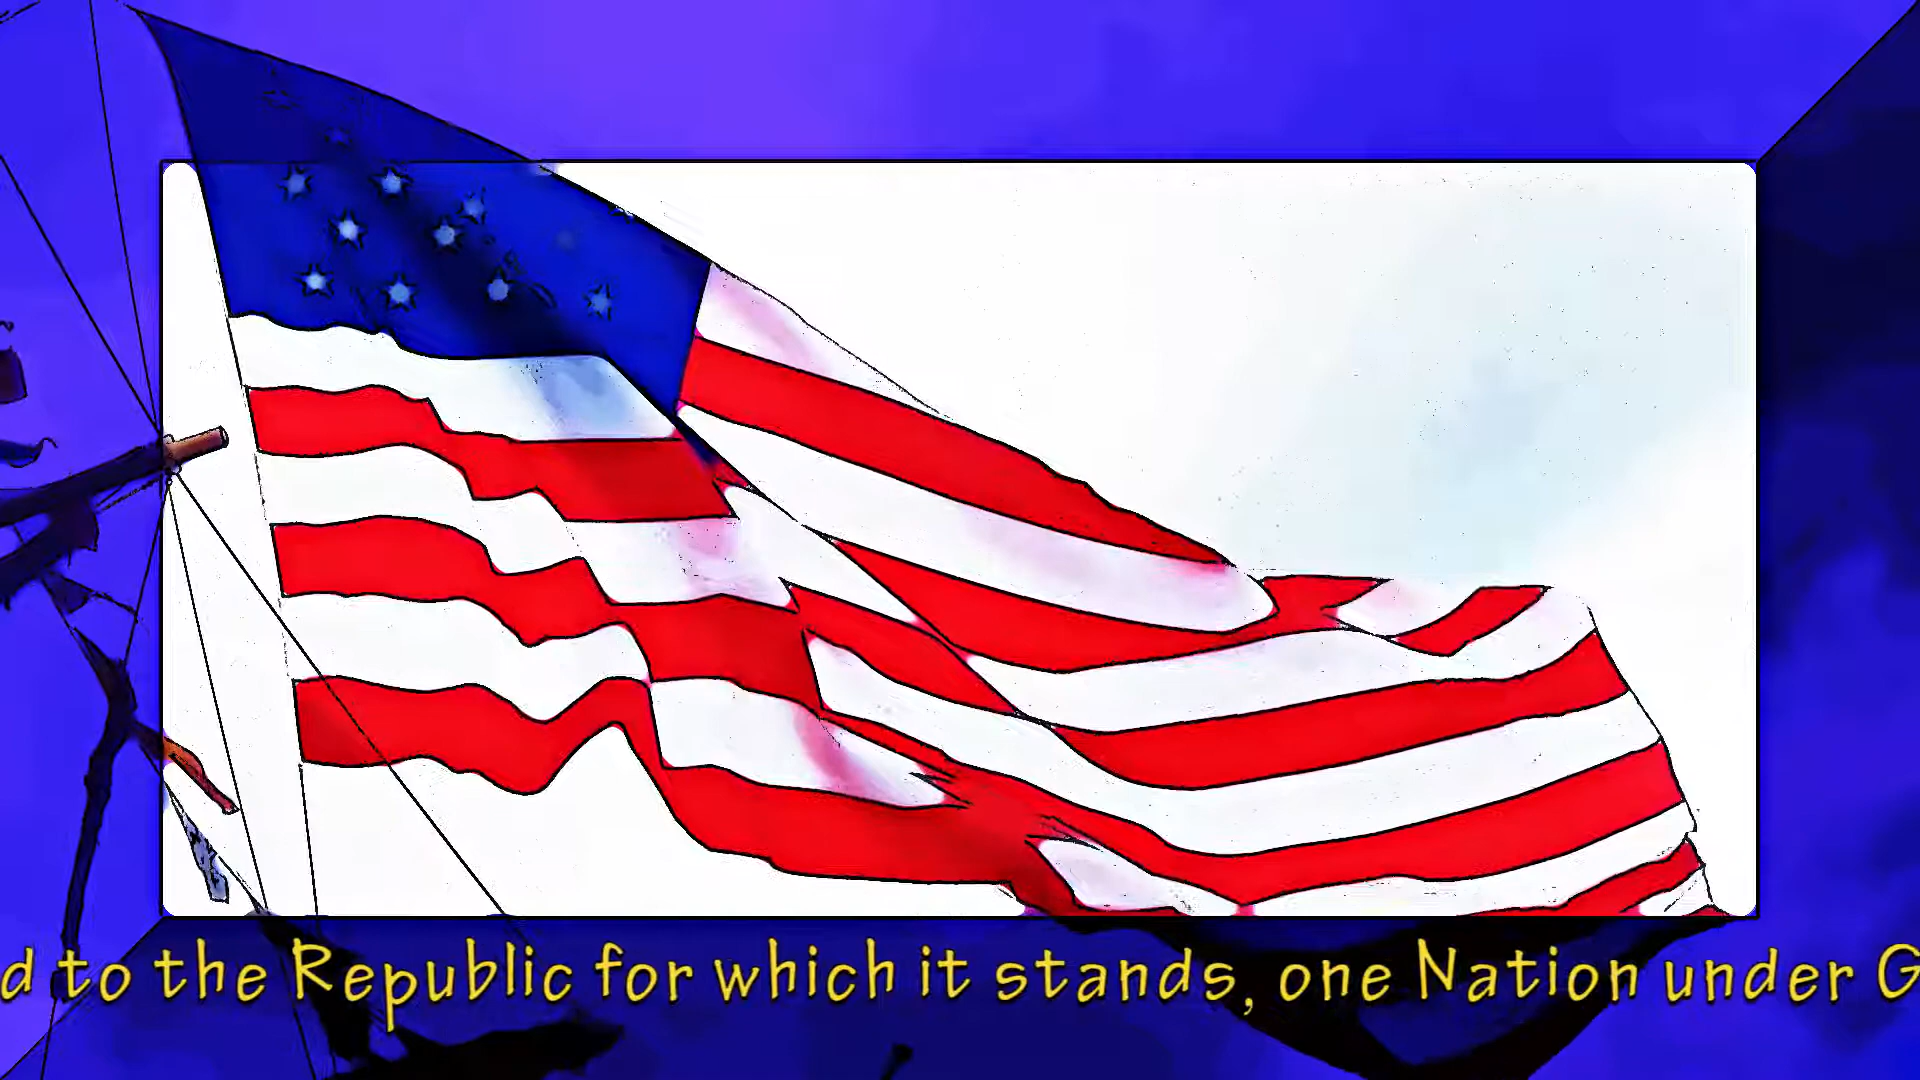 d to the Republic for which it stands, one Nation under G